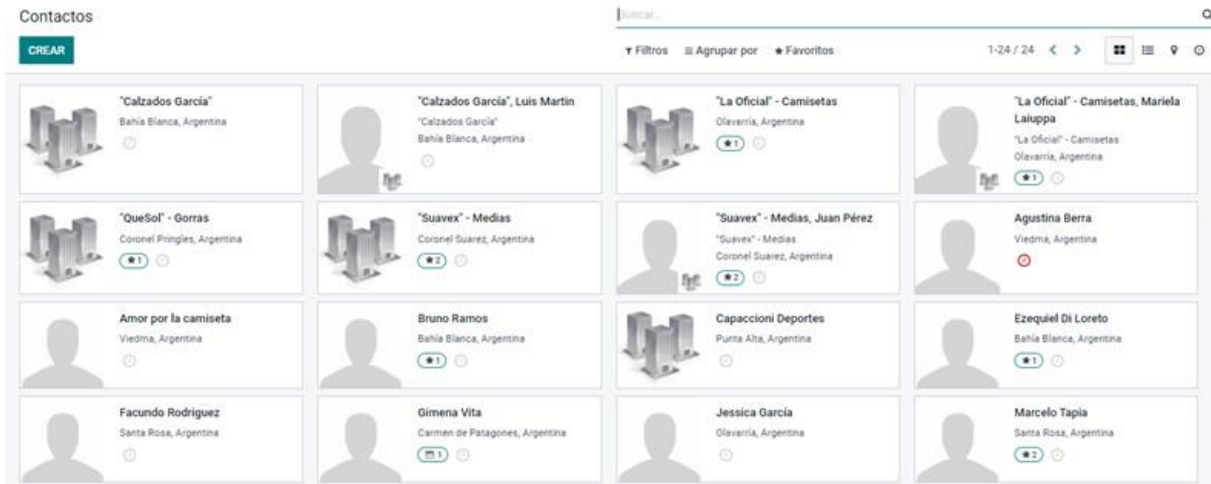 Contactos
Buscar...
CREAR
Filtros Agrupar por Favoritos 1-24 / 24
"Calzados García"
Bahía Blanca, Argentina
"Calzados García", Luis Martin
"Calzados García"
Bahía Blanca, Argentina
"La Oficial" - Camisetas
Olavarría, Argentina
1
"La Oficial" - Camisetas, Mariela
Laiuppa
"La Oficial" - Camisetas
Olavarría, Argentina
1
"QueSol" - Gorras
Coronel Pringles, Argentina
1
"Suavex" - Medias
Coronel Suarez, Argentina
2
"Suavex" - Medias, Juan Pérez
"Suavex" - Medias
Coronel Suarez, Argentina
2
Agustina Berra
Viedma, Argentina
Amor por la camiseta
Viedma, Argentina
Bruno Ramos
Bahía Blanca, Argentina
1
Capaccioni Deportes
Punta Alta, Argentina
Ezequiel Di Loreto
Bahía Blanca, Argentina
1
Facundo Rodriguez
Santa Rosa, Argentina
Gimena Vita
Carmen de Patagones, Argentina
1
Jessica García
Olavarría, Argentina
Marcelo Tapia
Santa Rosa, Argentina
2